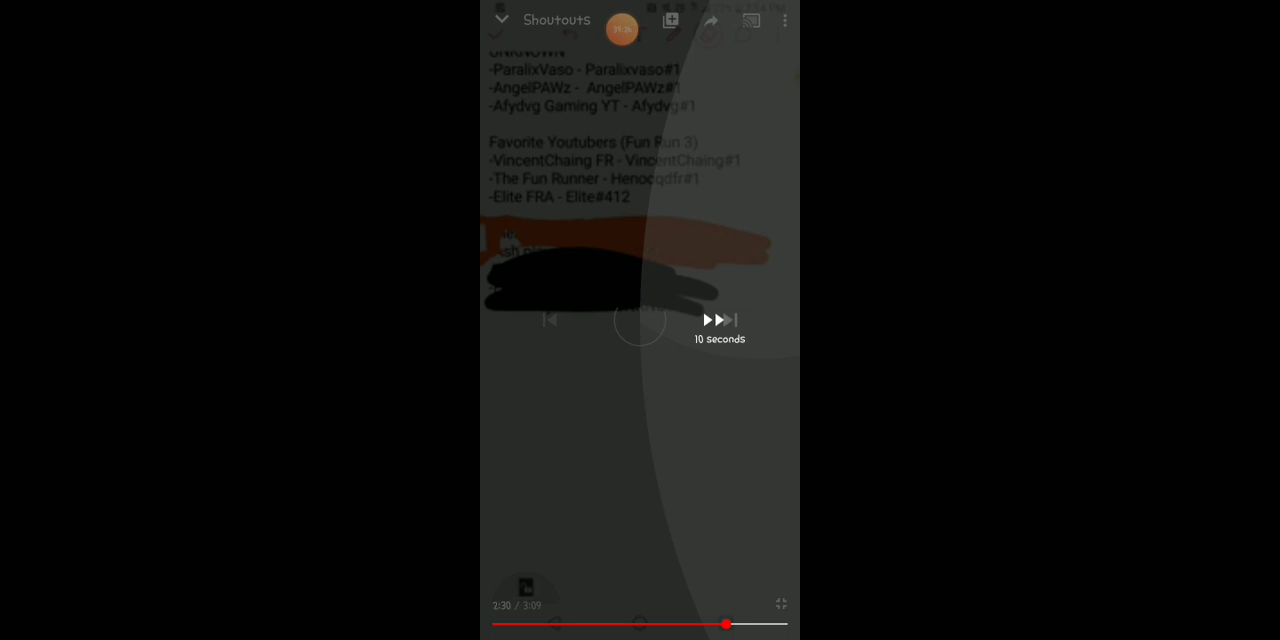 Shoutouts
UNKNOWN
-ParalixVaso - Paralixvaso#1
-AngelPAWz - AngelPAWz#1
-Afydvg Gaming YT - Afydvg#1
Favorite Youtubers (Fun Run 3)
-VincentChaing FR - VincentChaing#1
-The Fun Runner - Henocqdfr#1
-Elite FRA - Elite#412
10 seconds
2:30 / 3:09